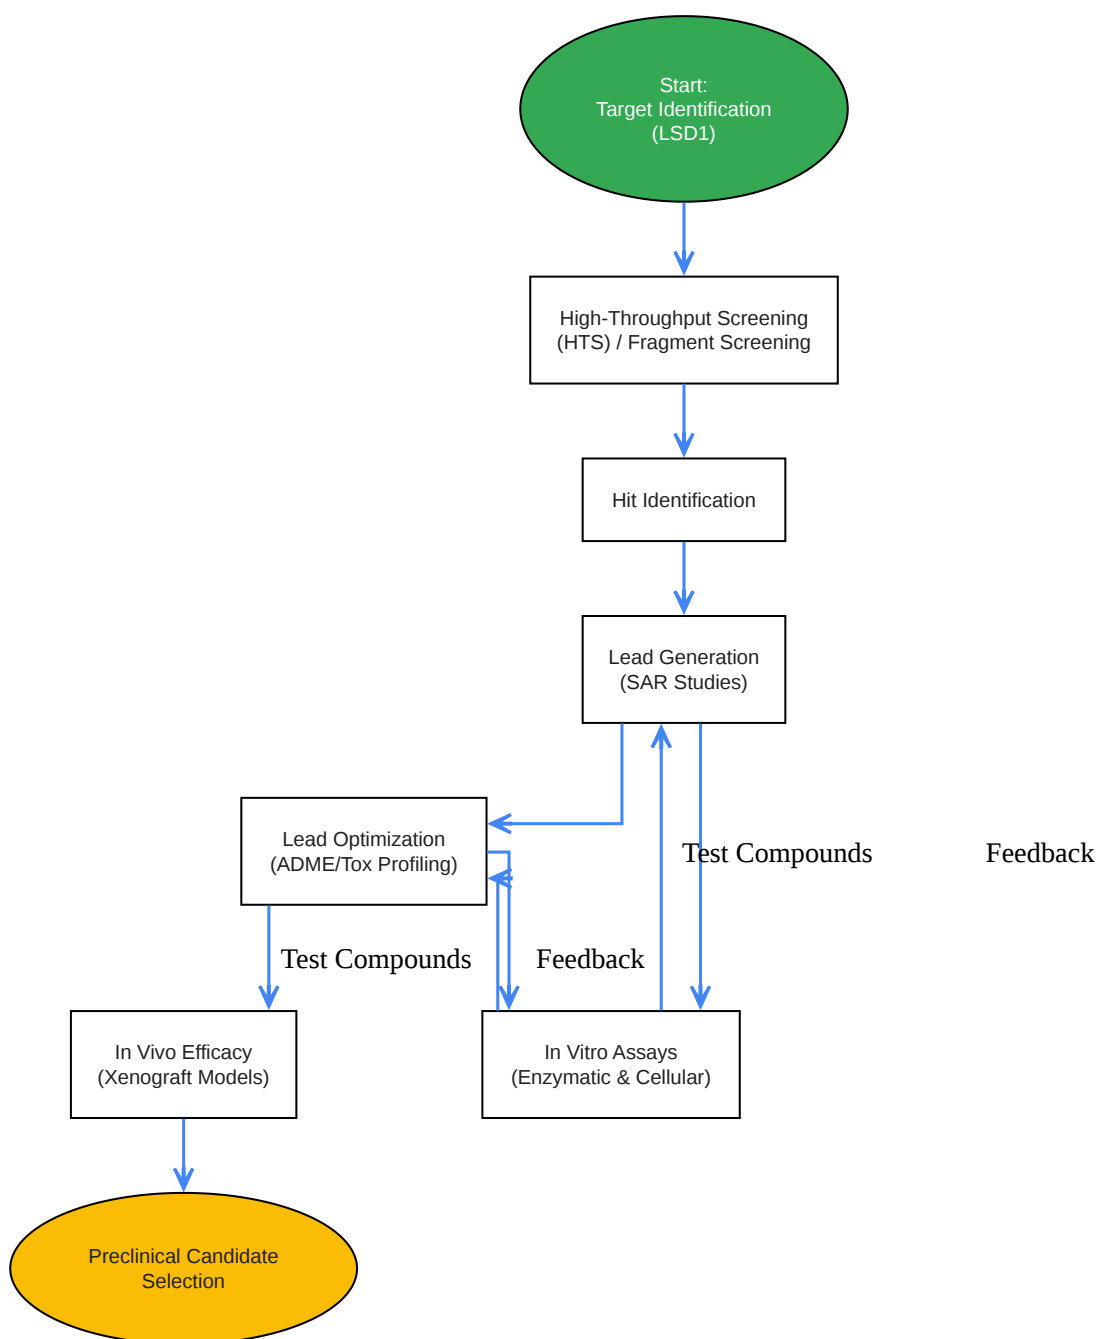 Start:
Target Identification
(LSD1)
High-Throughput Screening
(HTS) / Fragment Screening
Hit Identification
Lead Generation
(SAR Studies)
Lead Optimization
(ADME/Tox Profiling)
Test Compounds
Feedback
Test Compounds
Feedback
In Vivo Efficacy
(Xenograft Models)
In Vitro Assays
(Enzymatic & Cellular)
Preclinical Candidate
Selection